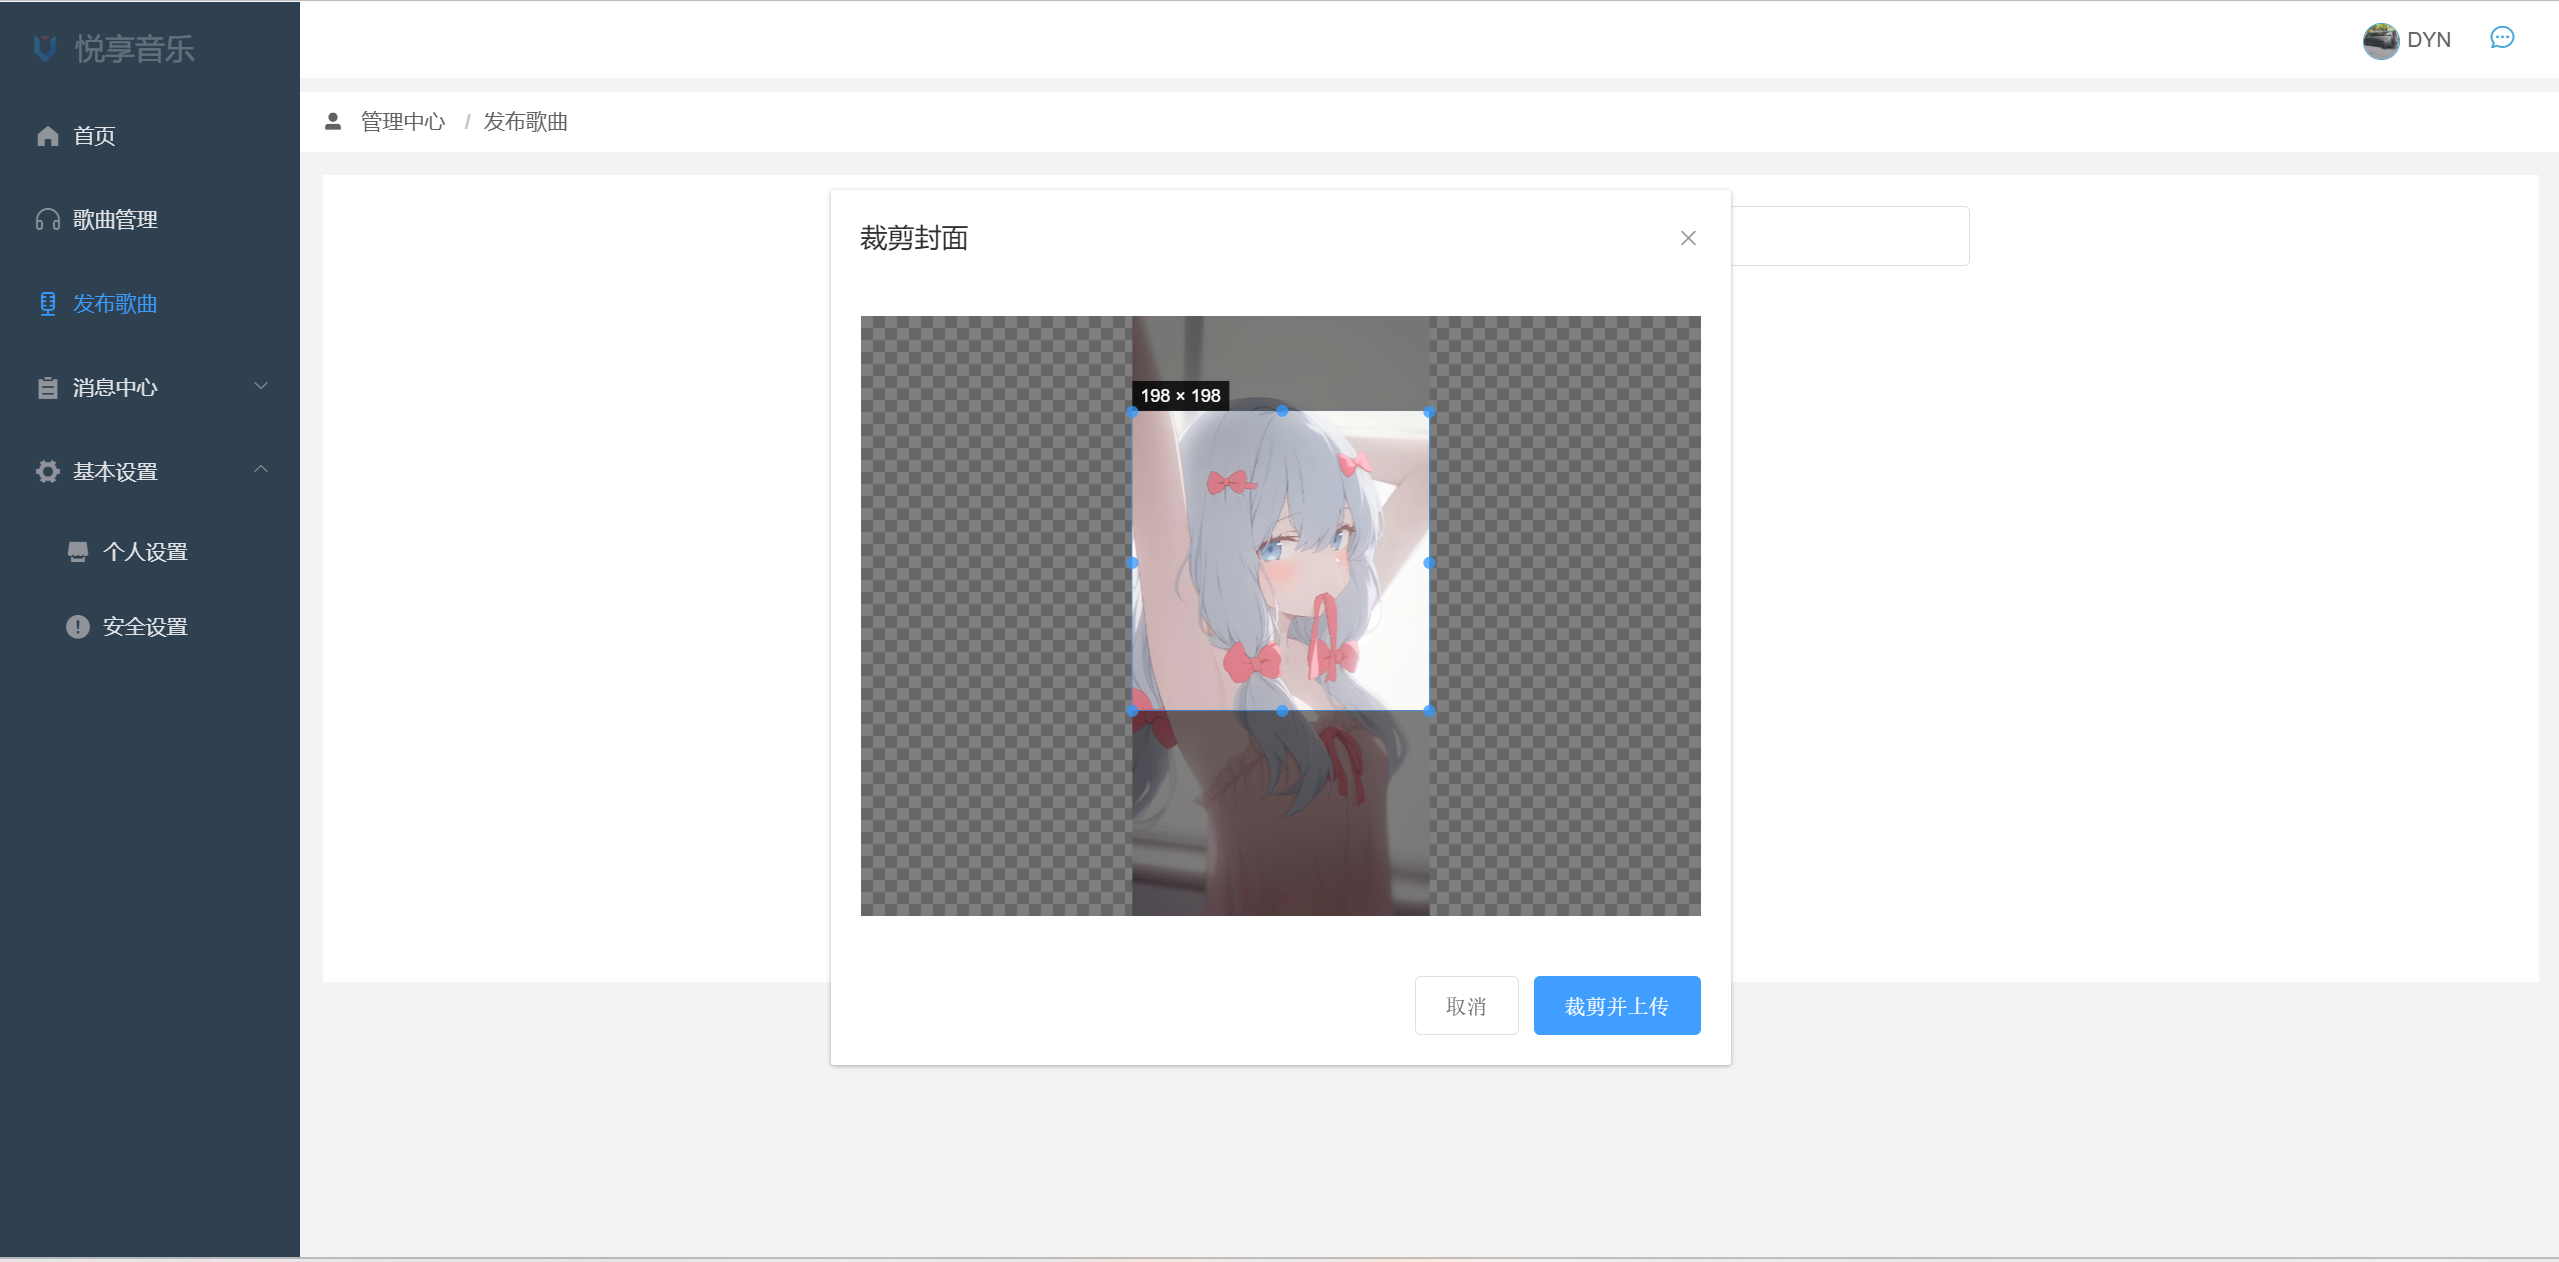 悦享音乐
DYN
首页
管理中心 / 发布歌曲
歌曲管理
发布歌曲
消息中心
基本设置
个人设置
安全设置
裁剪封面
198 × 198
取消
裁剪并上传